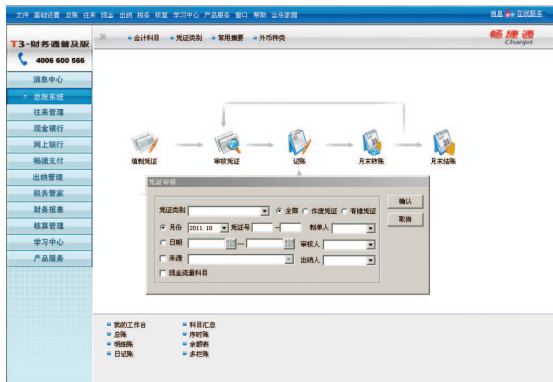 文件 基础设置 总账 往来 现金 出纳 税务 核算 学习中心 产品服务 窗口 帮助 会乐家园 消息 在线服务
T3-财务通普及版 会计科目 凭证类别 常用摘要 外币种类 畅捷通
Chanjet
4006 600 566
消息中心
总账系统
往来管理
现金银行
网上银行
畅捷支付
出纳管理
税务管家
财务报表
核算管理
学习中心
产品服务
填制凭证 审核凭证 记账 月末转账 月末结账
凭证审核
凭证类别 全部 作废凭证 有错凭证 确认
月份 2011.10 凭证号 - 制单人 取消
日期 — 审核人
来源 出纳人
现金流量科目
我的工作台 科目汇总
总账 序时账
明细账 余额表
日记账 多栏账